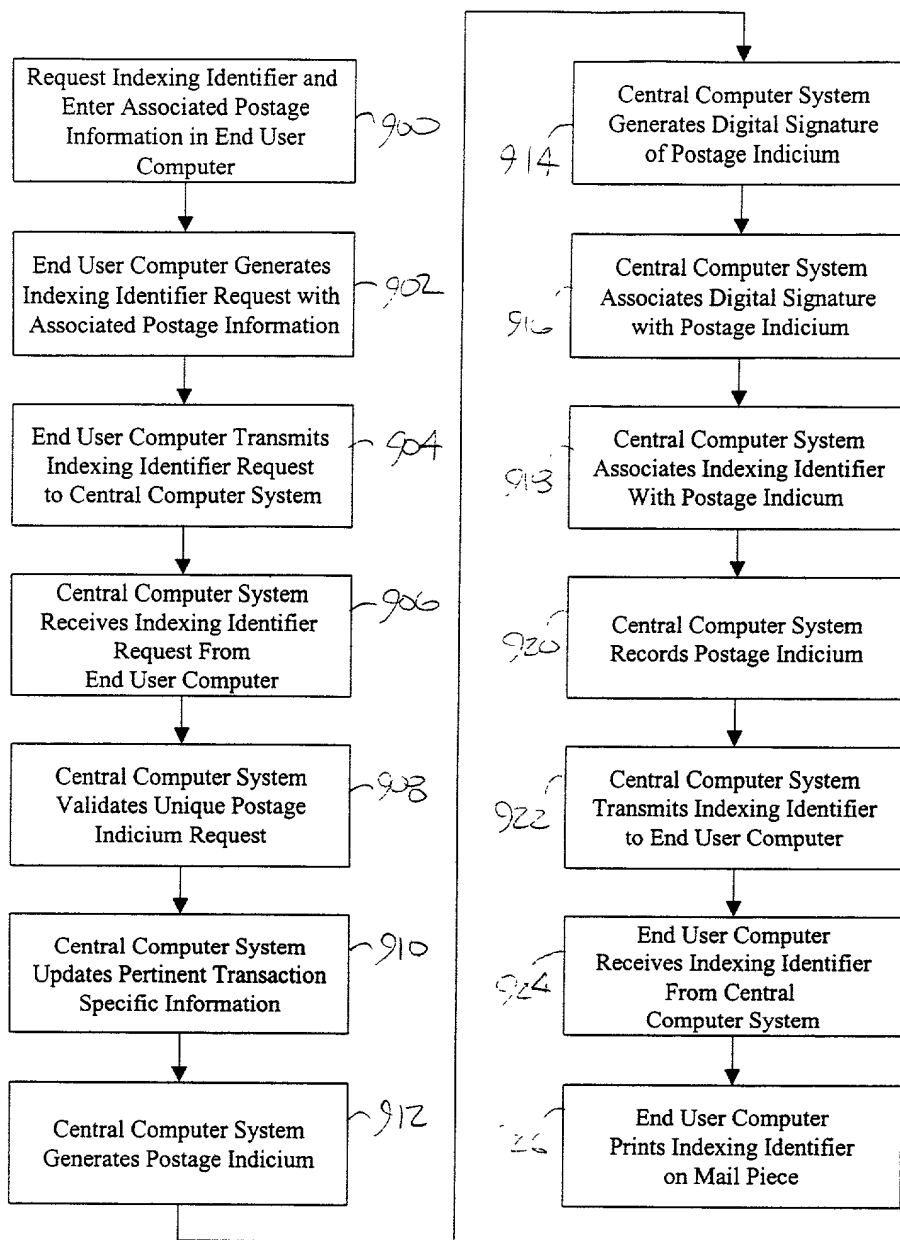 Request Indexing Identifier and
Enter Associated Postage
Information in End User
Computer
900
End User Computer Generates
Indexing Identifier Request with
Associated Postage Information
902
End User Computer Transmits
Indexing Identifier Request
to Central Computer System
904
Central Computer System
Receives Indexing Identifier
Request From
End User Computer
906
Central Computer System
Validates Unique Postage
Indicium Request
908
Central Computer System
Updates Pertinent Transaction
Specific Information
910
Central Computer System
Generates Postage Indicium
912
Central Computer System
Generates Digital Signature
of Postage Indicium
914
Central Computer System
Associates Digital Signature
with Postage Indicium
916
Central Computer System
Associates Indexing Identifier
With Postage Indicum
918
Central Computer System
Records Postage Indicium
920
Central Computer System
Transmits Indexing Identifier
to End User Computer
922
End User Computer
Receives Indexing Identifier
From Central
Computer System
924
End User Computer
Prints Indexing Identifier
on Mail Piece